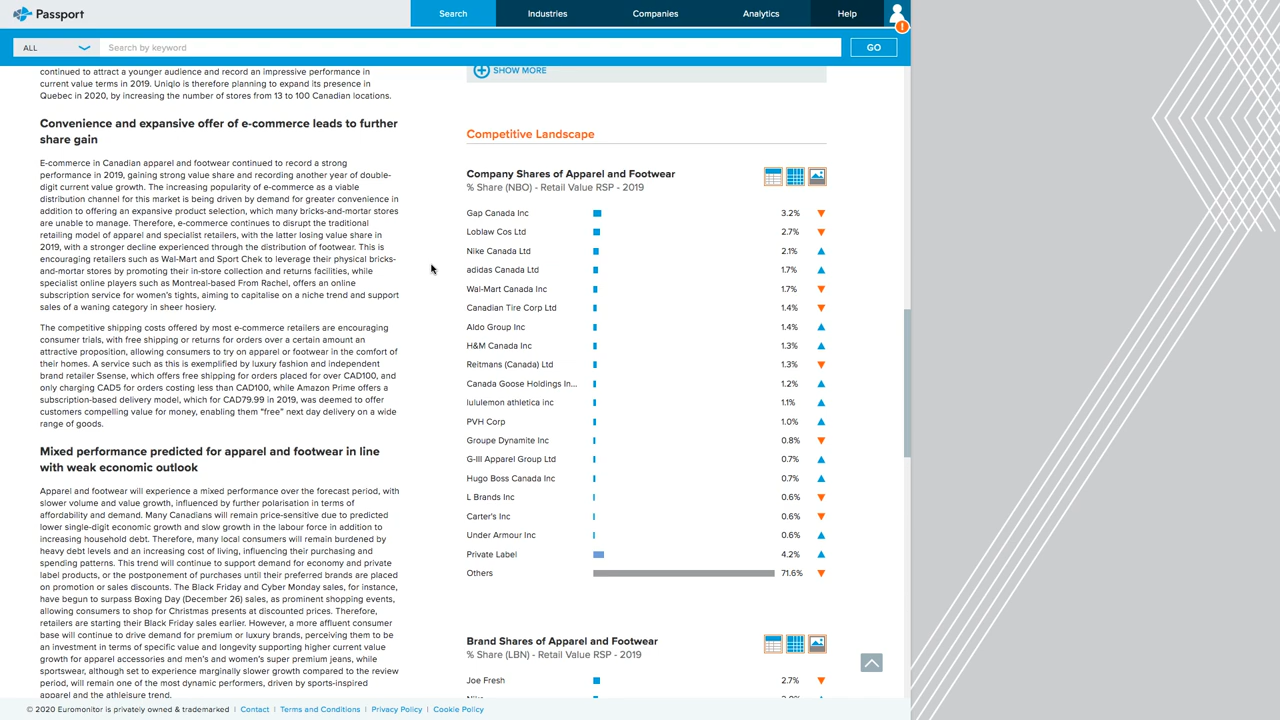 Passport
Search
Industries
Companies
Analytics
Help
!
ALL
Search by keyword
GO
continued to attract a younger audience and record an impressive performance in
current value terms in 2019. Uniqlo is therefore planning to expand its presence in
Quebec in 2020, by increasing the number of stores from 13 to 100 Canadian locations.
Convenience and expansive offer of e-commerce leads to further
share gain
E-commerce in Canadian apparel and footwear continued to record a strong
performance in 2019, gaining strong value share and recording another year of double-
digit current value growth. The increasing popularity of e-commerce as a viable
distribution channel for this market is being driven by demand for greater convenience in
addition to offering an expansive product selection, which many bricks-and-mortar stores
are unable to manage. Therefore, e-commerce continues to disrupt the traditional
retailing model of apparel and specialist retailers, with the latter losing value share in
2019, with a stronger decline experienced through the distribution of footwear. This is
encouraging retailers such as Wal-Mart and Sport Chek to leverage their physical bricks-
and-mortar stores by promoting their in-store collection and returns facilities, while
specialist online players such as Montreal-based From Rachel, offers an online
subscription service for women's tights, aiming to capitalise on a niche trend and support
sales of a waning category in sheer hosiery.
The competitive shipping costs offered by most e-commerce retailers are encouraging
consumer trials, with free shipping or returns for orders over a certain amount an
attractive proposition, allowing consumers to try on apparel or footwear in the comfort of
their homes. A service such as this is exemplified by luxury fashion and independent
brand retailer Ssense, which offers free shipping for orders placed for over CAD100, and
only charging CAD5 for orders costing less than CAD100, while Amazon Prime offers a
subscription-based delivery model, which for CAD79.99 in 2019, was deemed to offer
customers compelling value for money, enabling them "free" next day delivery on a wide
range of goods.
Mixed performance predicted for apparel and footwear in line
with weak economic outlook
Apparel and footwear will experience a mixed performance over the forecast period, with
slower volume and value growth, influenced by further polarisation in terms of
affordability and demand. Many Canadians will remain price-sensitive due to predicted
lower single-digit economic growth and slow growth in the labour force in addition to
increasing household debt. Therefore, many local consumers will remain burdened by
heavy debt levels and an increasing cost of living, influencing their purchasing and
spending patterns. This trend will continue to support demand for economy and private
label products, or the postponement of purchases until their preferred brands are placed
on promotion or sales discounts. The Black Friday and Cyber Monday sales, for instance,
have begun to surpass Boxing Day (December 26) sales, as prominent shopping events,
allowing consumers to shop for Christmas presents at discounted prices. Therefore,
retailers are starting their Black Friday sales earlier. However, a more affluent consumer
base will continue to drive demand for premium or luxury brands, perceiving them to be
an investment in terms of specific value and longevity supporting higher current value
growth for apparel accessories and men's and women's super premium jeans, while
sportswear, although set to experience marginally slower growth compared to the review
period, will remain one of the most dynamic performers, driven by sports-inspired
apparel and the athleisure trend.
SHOW MORE
Competitive Landscape
Company Shares of Apparel and Footwear
% Share (NBO) - Retail Value RSP - 2019
Gap Canada Inc 3.2%
Loblaw Cos Ltd 2.7%
Nike Canada Ltd 2.1%
adidas Canada Ltd 1.7%
Wal-Mart Canada Inc 1.7%
Canadian Tire Corp Ltd 1.4%
Aldo Group Inc 1.4%
H&M Canada Inc 1.3%
Reitmans (Canada) Ltd 1.3%
Canada Goose Holdings In... 1.2%
lululemon athletica inc 1.1%
PVH Corp 1.0%
Groupe Dynamite Inc 0.8%
G-III Apparel Group Ltd 0.7%
Hugo Boss Canada Inc 0.7%
L Brands Inc 0.6%
Carter's Inc 0.6%
Under Armour Inc 0.6%
Private Label 4.2%
Others 71.6%
Brand Shares of Apparel and Footwear
% Share (LBN) - Retail Value RSP - 2019
Joe Fresh 2.7%
© 2020 Euromonitor is privately owned & trademarked | Contact | Terms and Conditions | Privacy Policy | Cookie Policy